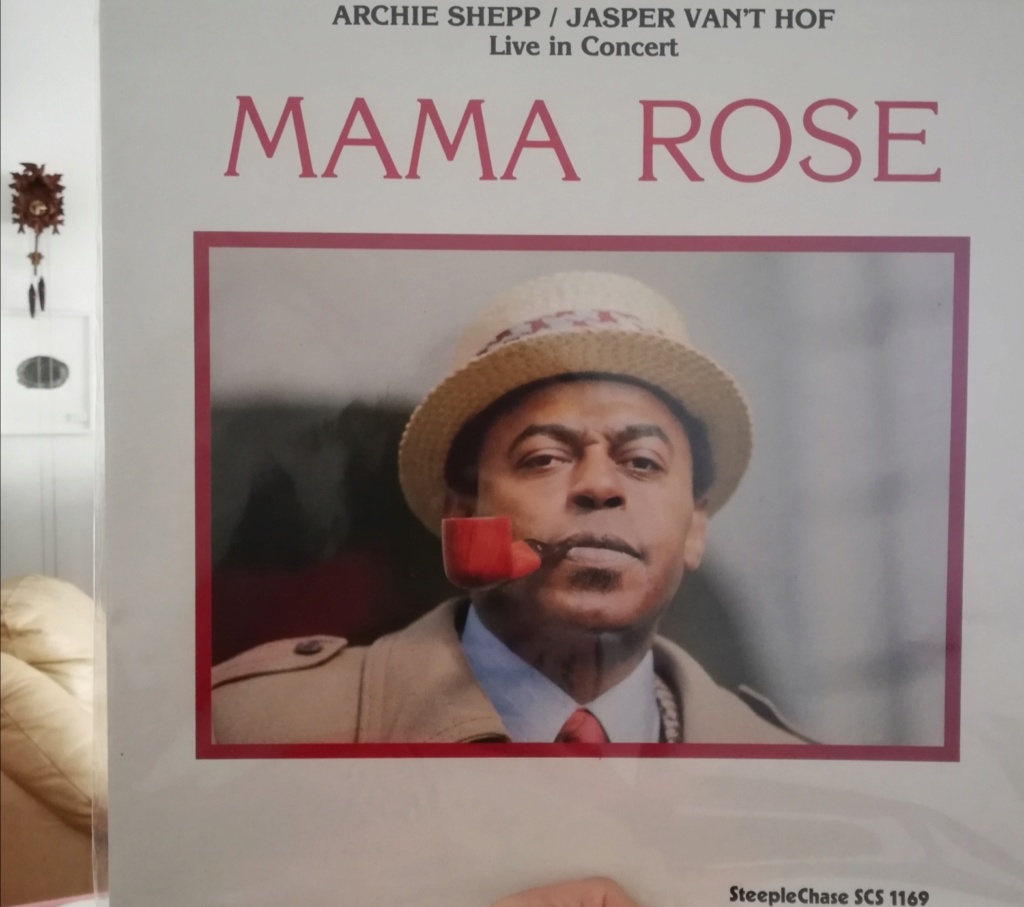 ARCHIE SHEPP / JASPER VAN'T HOF
Live in Concert
MAMA ROSE
SteepleChase SCS 1169